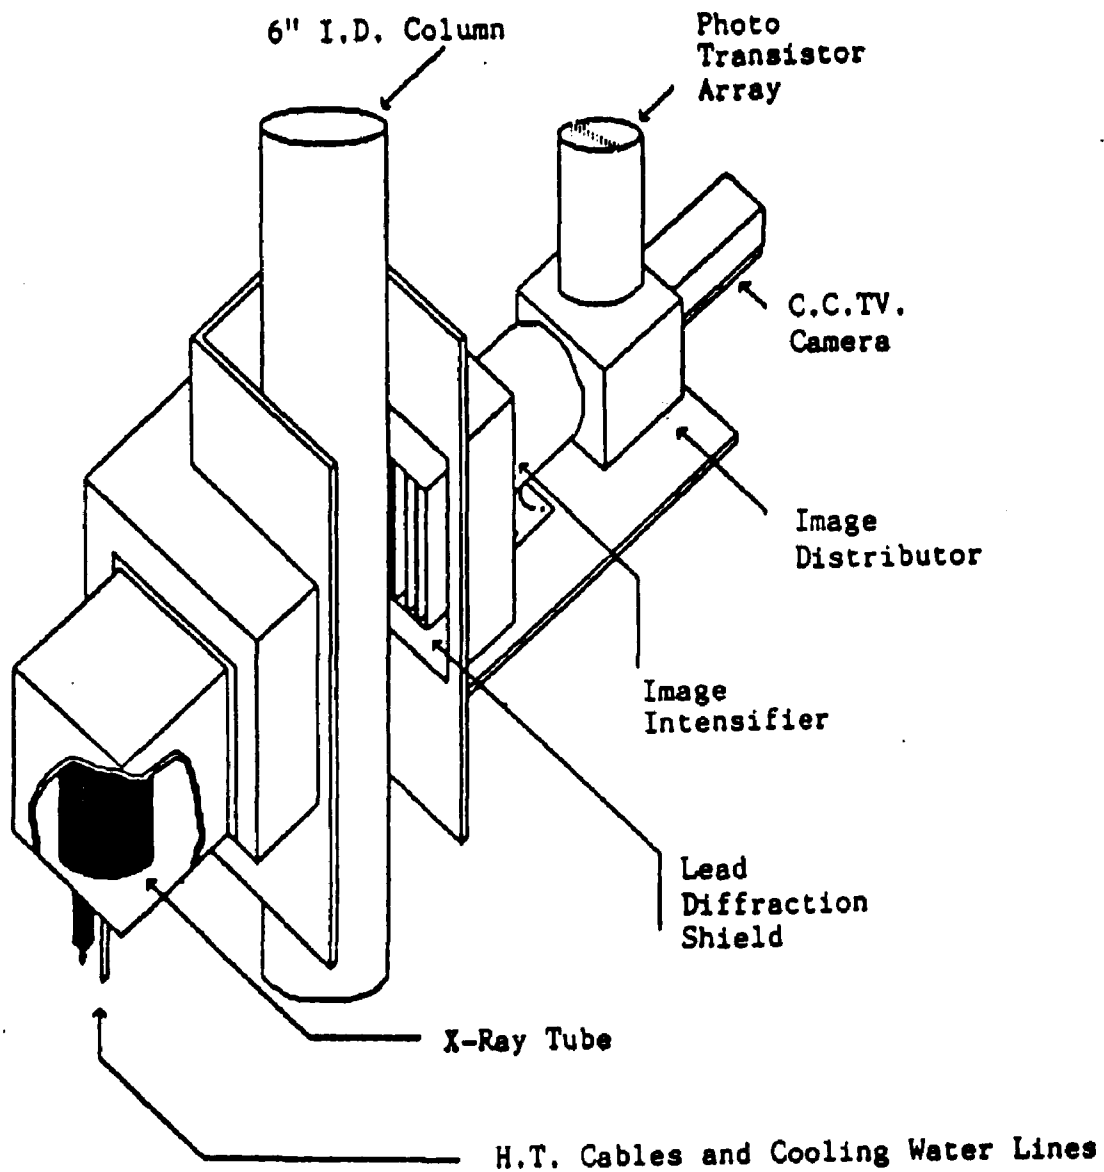 6" I.D. Column
Photo
Transistor
Array
C.C.TV.
Camera
Image
Distributor
Image
Intensifier
Lead
Diffraction
Shield
X-Ray Tube
H.T. Cables and Cooling Water Lines